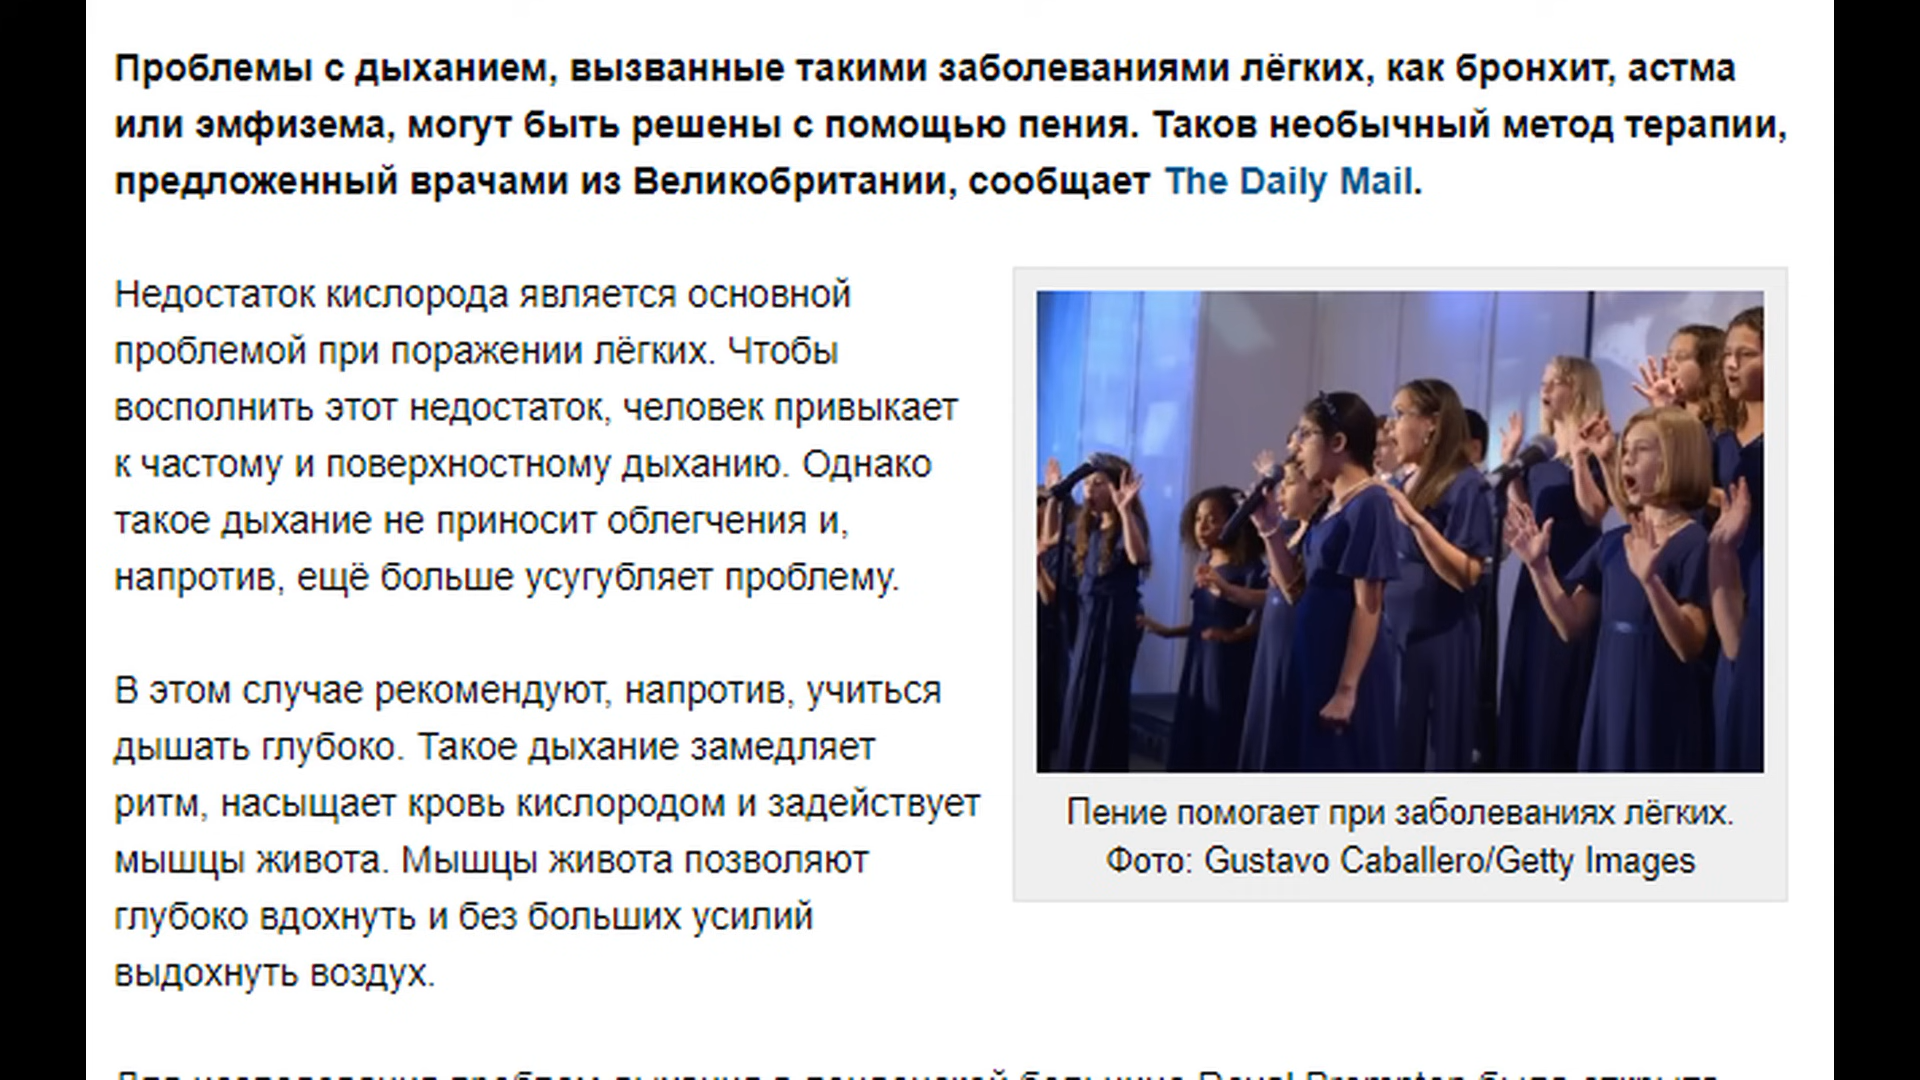 Проблемы с дыханием, вызванные такими заболеваниями лёгких, как бронхит, астма
или эмфизема, могут быть решены с помощью пения. Таков необычный метод терапии,
предложенный врачами из Великобритании, сообщает The Daily Mail.
Недостаток кислорода является основной
проблемой при поражении лёгких. Чтобы
восполнить этот недостаток, человек привыкает
к частому и поверхностному дыханию. Однако
такое дыхание не приносит облегчения и,
напротив, ещё больше усугубляет проблему.
В этом случае рекомендуют, напротив, учиться
дышать глубоко. Такое дыхание замедляет
ритм, насыщает кровь кислородом и задействует
мышцы живота. Мышцы живота позволяют
глубоко вдохнуть и без больших усилий
выдохнуть воздух.
Пение помогает при заболеваниях лёгких.
Фото: Gustavo Caballero/Getty Images